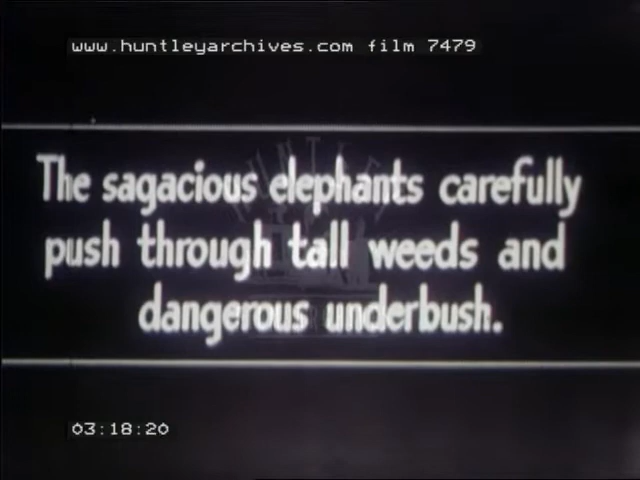 www.huntleyarchives.com film 7479
The sagacious elephants carefully
push through tall weeds and
dangerous underbush.
03:18:20